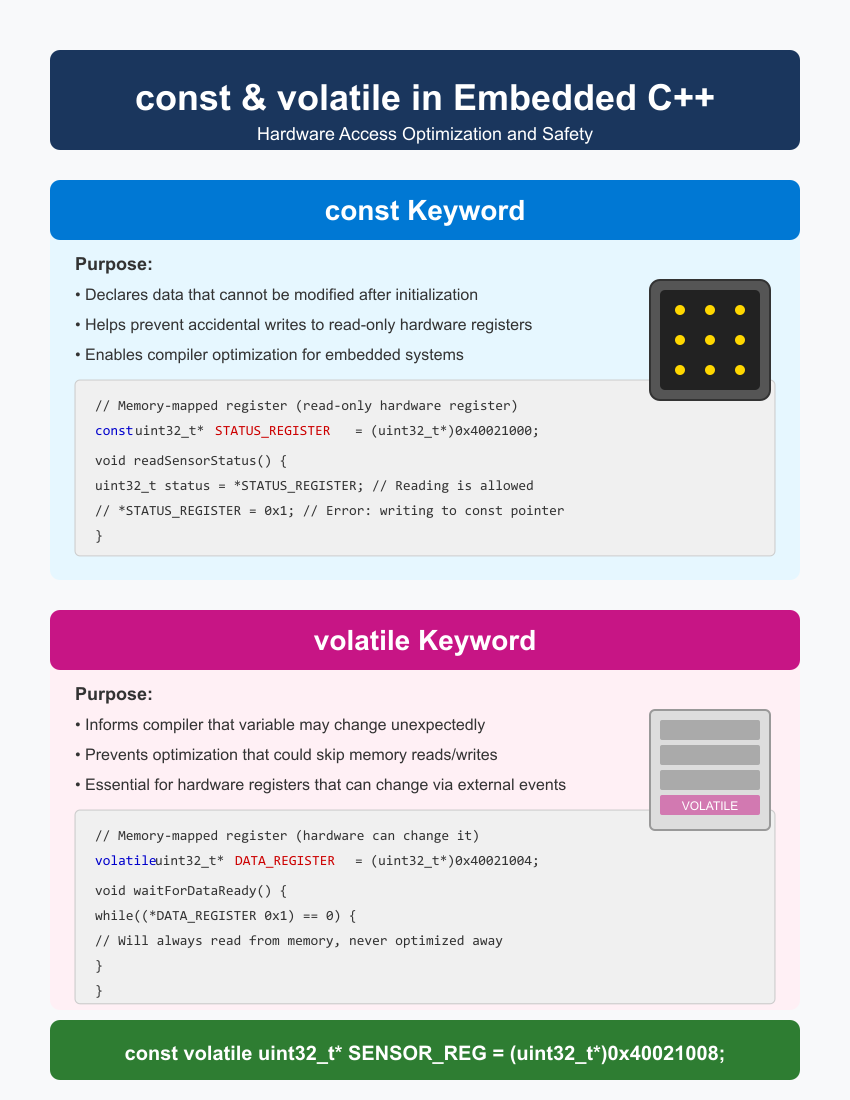 const & volatile in Embedded C++
Hardware Access Optimization and Safety
const Keyword
Purpose:
• Declares data that cannot be modified after initialization
• Helps prevent accidental writes to read-only hardware registers
• Enables compiler optimization for embedded systems
// Memory-mapped register (read-only hardware register)
const uint32_t* STATUS_REGISTER = (uint32_t*)0x40021000;
void readSensorStatus() {
uint32_t status = *STATUS_REGISTER; // Reading is allowed
// *STATUS_REGISTER = 0x1; // Error: writing to const pointer
}
volatile Keyword
Purpose:
• Informs compiler that variable may change unexpectedly
• Prevents optimization that could skip memory reads/writes
• Essential for hardware registers that can change via external events
VOLATILE
// Memory-mapped register (hardware can change it)
volatile uint32_t* DATA_REGISTER = (uint32_t*)0x40021004;
void waitForDataReady() {
while((*DATA_REGISTER 0x1) == 0) {
// Will always read from memory, never optimized away
}
}
const volatile uint32_t* SENSOR_REG = (uint32_t*)0x40021008;